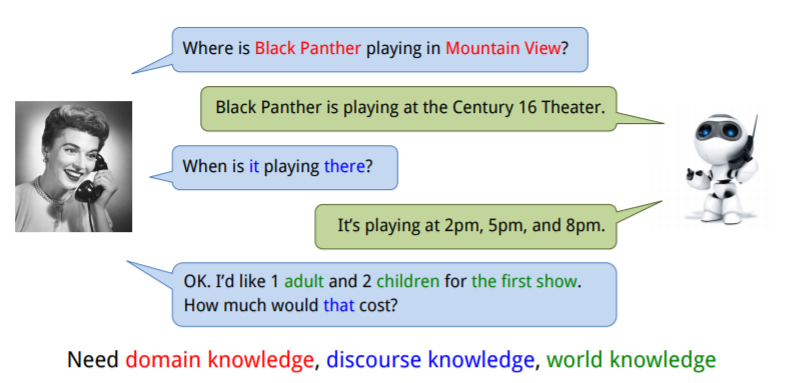 Where is Black Panther playing in Mountain View?
Black Panther is playing at the Century 16 Theater.
When is it playing there?
It's playing at 2pm, 5pm, and 8pm.
OK. I'd like 1 adult and 2 children for the first show.
How much would that cost?
Need domain knowledge, discourse knowledge, world knowledge